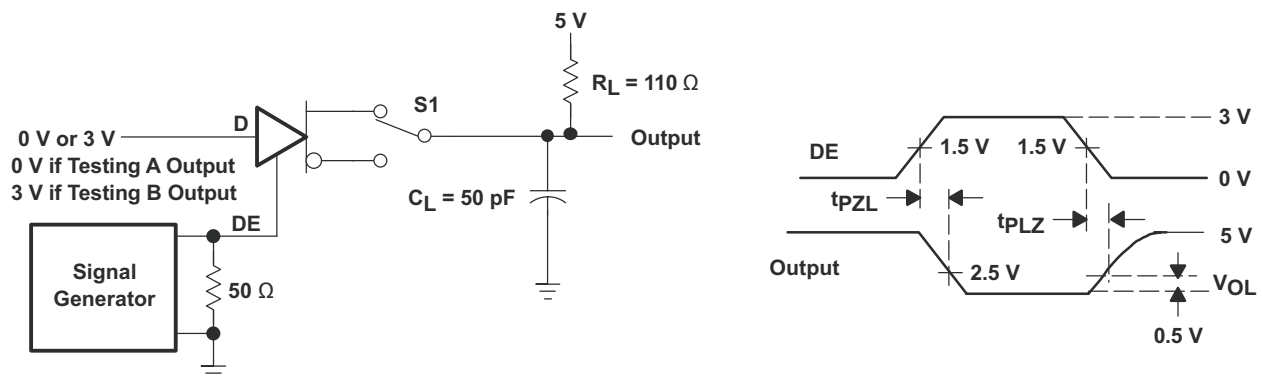 5 V
R_L = 110 Ω
S1
D
0 V or 3 V
0 V if Testing A Output
3 V if Testing B Output
Output
C_L = 50 pF
DE
Signal
Generator
50 Ω
3 V
DE
1.5 V
1.5 V
0 V
t_PZL
t_PLZ
5 V
Output
2.5 V
V_OL
0.5 V